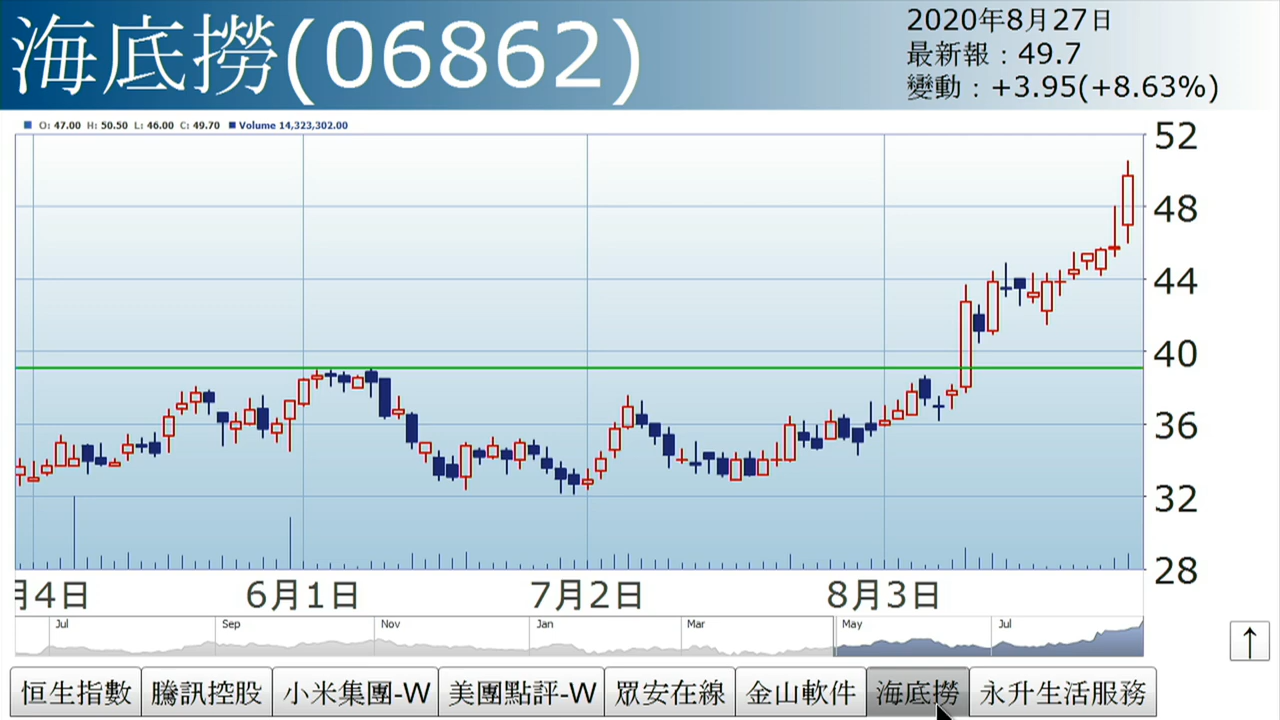 海底撈(06862)
2020年8月27日
最新報：49.7
變動：+3.95(+8.63%)
O: 47.00 H: 50.50 L: 46.00 C: 49.70 Volume 14,323,302.00
52
48
44
40
36
32
28
月4日 6月1日 7月2日 8月3日
Jul Sep Nov Jan Mar May Jul
↑
恒生指數 騰訊控股 小米集團-W 美團點評-W 眾安在線 金山軟件 海底撈 永升生活服務